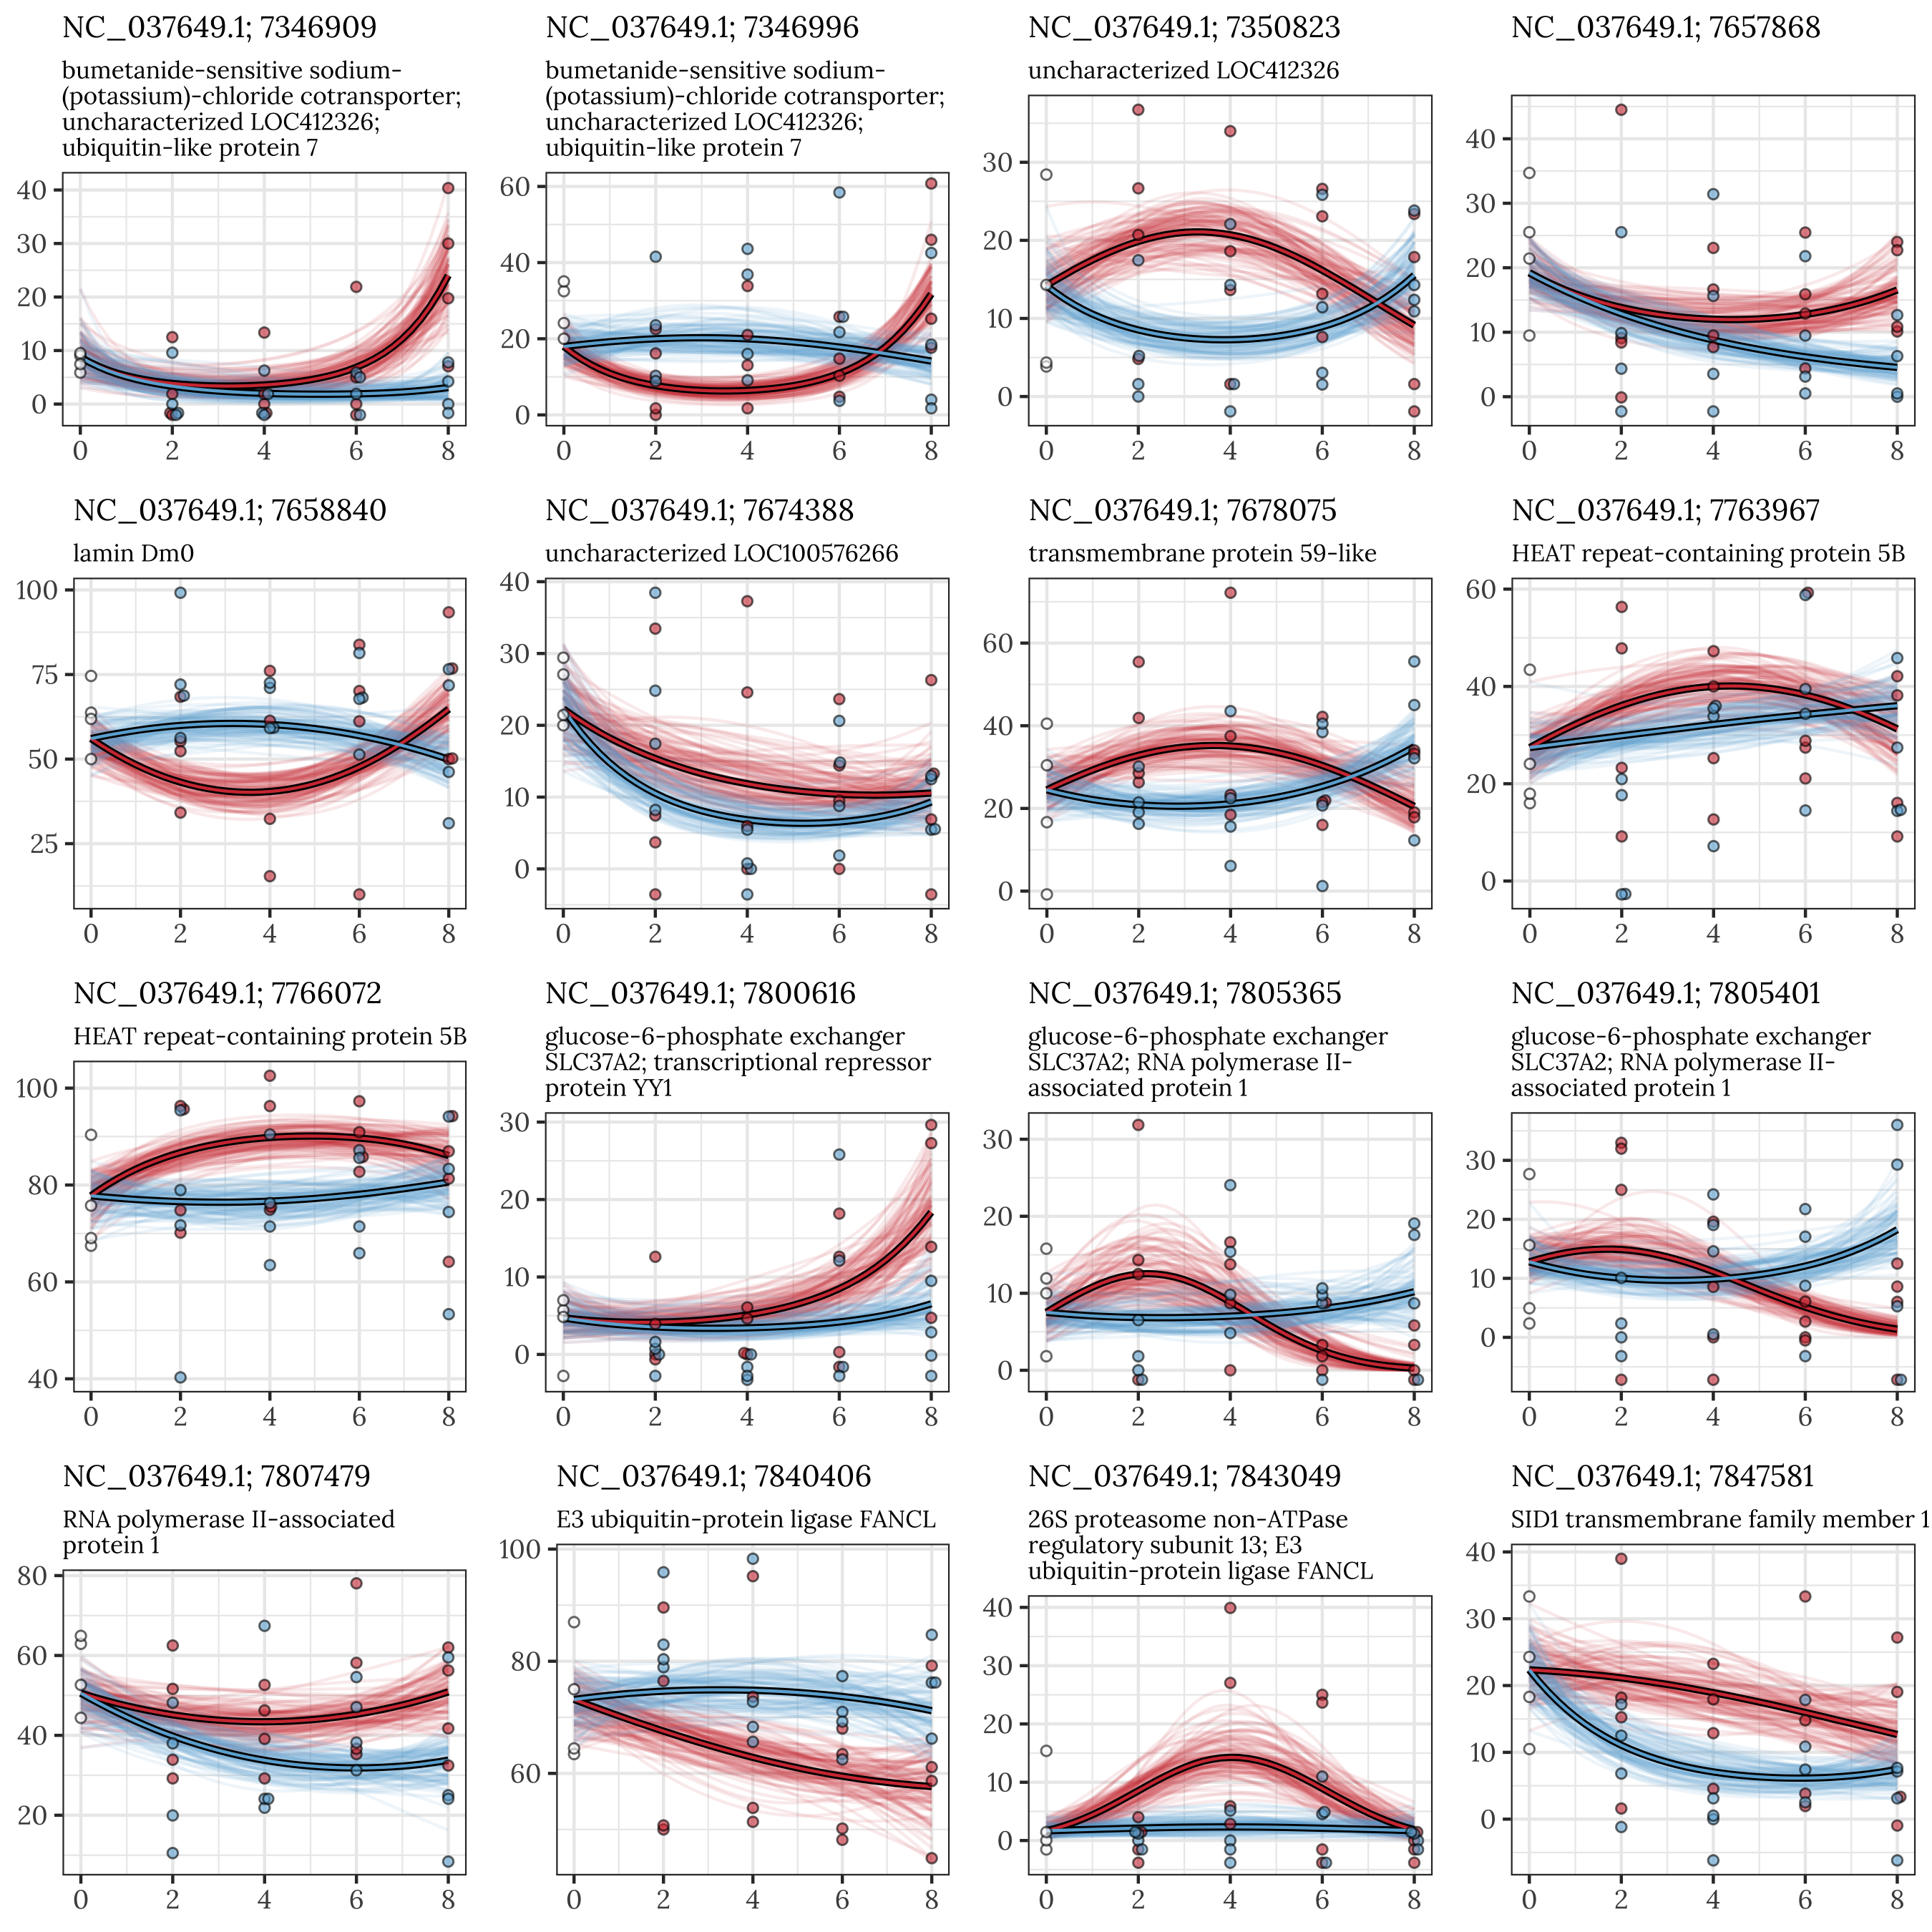 NC_037649.1; 7346909
bumetanide-sensitive sodium-
(potassium)-chloride cotransporter;
uncharacterized LOC412326;
ubiquitin-like protein 7
40
30
20
10
0
0 2 4 6 8
NC_037649.1; 7346996
bumetanide-sensitive sodium-
(potassium)-chloride cotransporter;
uncharacterized LOC412326;
ubiquitin-like protein 7
60
40
20
0
0 2 4 6 8
NC_037649.1; 7350823
uncharacterized LOC412326
30
20
10
0
0 2 4 6 8
NC_037649.1; 7657868
40
30
20
10
0
0 2 4 6 8
NC_037649.1; 7658840
lamin Dm0
100
75
50
25
0 2 4 6 8
NC_037649.1; 7674388
uncharacterized LOC100576266
40
30
20
10
0
0 2 4 6 8
NC_037649.1; 7678075
transmembrane protein 59-like
60
40
20
0
0 2 4 6 8
NC_037649.1; 7763967
HEAT repeat-containing protein 5B
60
40
20
0
0 2 4 6 8
NC_037649.1; 7766072
HEAT repeat-containing protein 5B
100
80
60
40
0 2 4 6 8
NC_037649.1; 7800616
glucose-6-phosphate exchanger
SLC37A2; transcriptional repressor
protein YY1
30
20
10
0
0 2 4 6 8
NC_037649.1; 7805365
glucose-6-phosphate exchanger
SLC37A2; RNA polymerase II-
associated protein 1
30
20
10
0
0 2 4 6 8
NC_037649.1; 7805401
glucose-6-phosphate exchanger
SLC37A2; RNA polymerase II-
associated protein 1
30
20
10
0
0 2 4 6 8
NC_037649.1; 7807479
RNA polymerase II-associated
protein 1
80
60
40
20
0 2 4 6 8
NC_037649.1; 7840406
E3 ubiquitin-protein ligase FANCL
100
80
60
0 2 4 6 8
NC_037649.1; 7843049
26S proteasome non-ATPase
regulatory subunit 13; E3
ubiquitin-protein ligase FANCL
40
30
20
10
0
0 2 4 6 8
NC_037649.1; 7847581
SID1 transmembrane family member 1
40
30
20
10
0
0 2 4 6 8